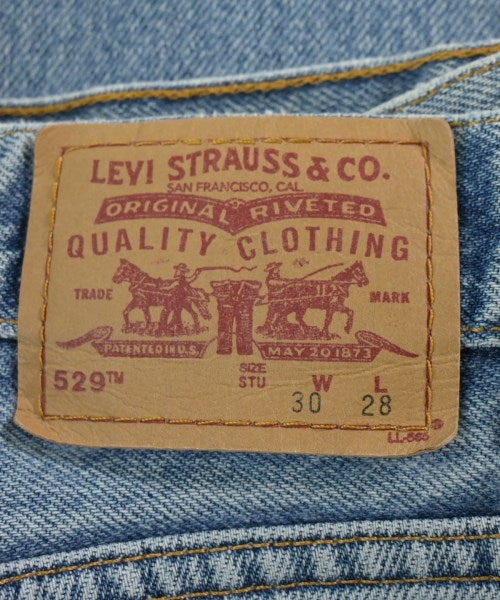 LEVI STRAUSS & CO.
SAN FRANCISCO, CAL.
ORIGINAL RIVETED
QUALITY CLOTHING
TRADE MARK
PATENTED IN U.S. MAY 20 1873
SIZE
529™ STU W L
30 28